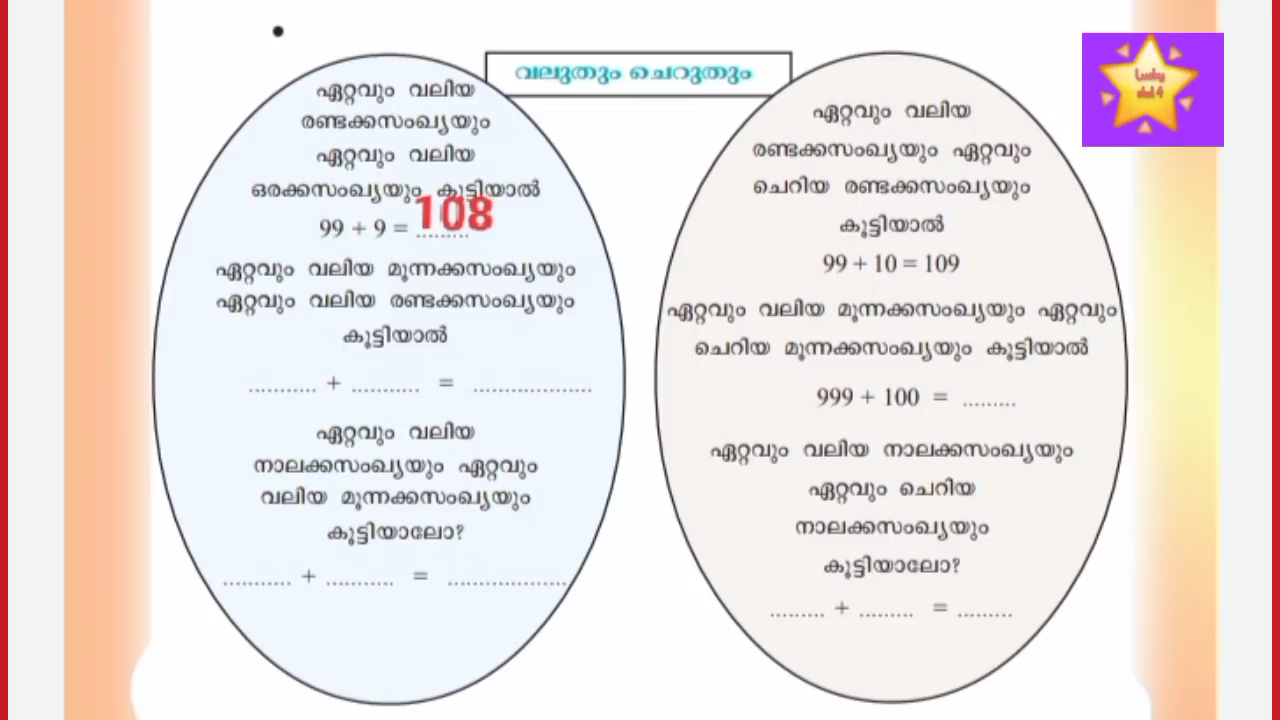 വലുതും ചെറുതും
Lucky
ഏറ്റവും വലിയ
രണ്ടക്കസംഖ്യയും
ഏറ്റവും വലിയ
ഒരക്കസംഖ്യയും കൂട്ടിയാൽ
99 + 9 = 108
ഏറ്റവും വലിയ മൂന്നക്കസംഖ്യയും
ഏറ്റവും വലിയ രണ്ടക്കസംഖ്യയും
കൂട്ടിയാൽ
........... + ........... = ...................
ഏറ്റവും വലിയ
നാലക്കസംഖ്യയും ഏറ്റവും
വലിയ മൂന്നക്കസംഖ്യയും
കൂട്ടിയാലോ?
........... + ........... = ...................
ഏറ്റവും വലിയ
രണ്ടക്കസംഖ്യയും ഏറ്റവും
ചെറിയ രണ്ടക്കസംഖ്യയും
കൂട്ടിയാൽ
99 + 10 = 109
ഏറ്റവും വലിയ മൂന്നക്കസംഖ്യയും ഏറ്റവും
ചെറിയ മൂന്നക്കസംഖ്യയും കൂട്ടിയാൽ
999 + 100 = .........
ഏറ്റവും വലിയ നാലക്കസംഖ്യയും
ഏറ്റവും ചെറിയ
നാലക്കസംഖ്യയും
കൂട്ടിയാലോ?
......... + ......... = .........